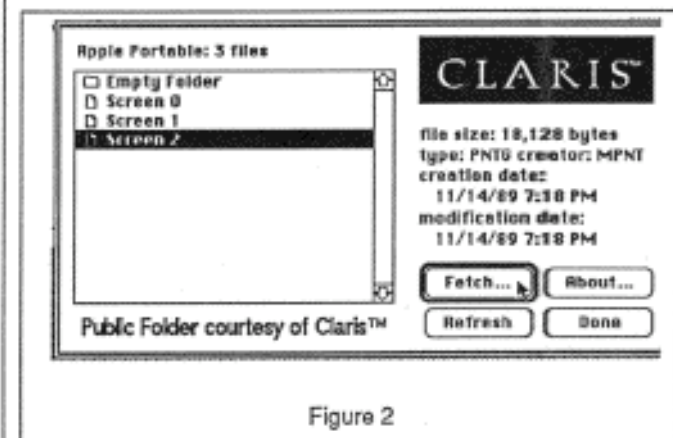 Apple Portable: 3 files
Empty Folder
Screen 0
Screen 1
Screen 2
Public Folder courtesy of Claris™
CLARIS™
file size: 18,128 bytes
type: PNTG creator: MPNT
creation date:
11/14/89 7:18 PM
modification date:
11/14/89 7:18 PM
Fetch... About...
Refresh Done
Figure 2